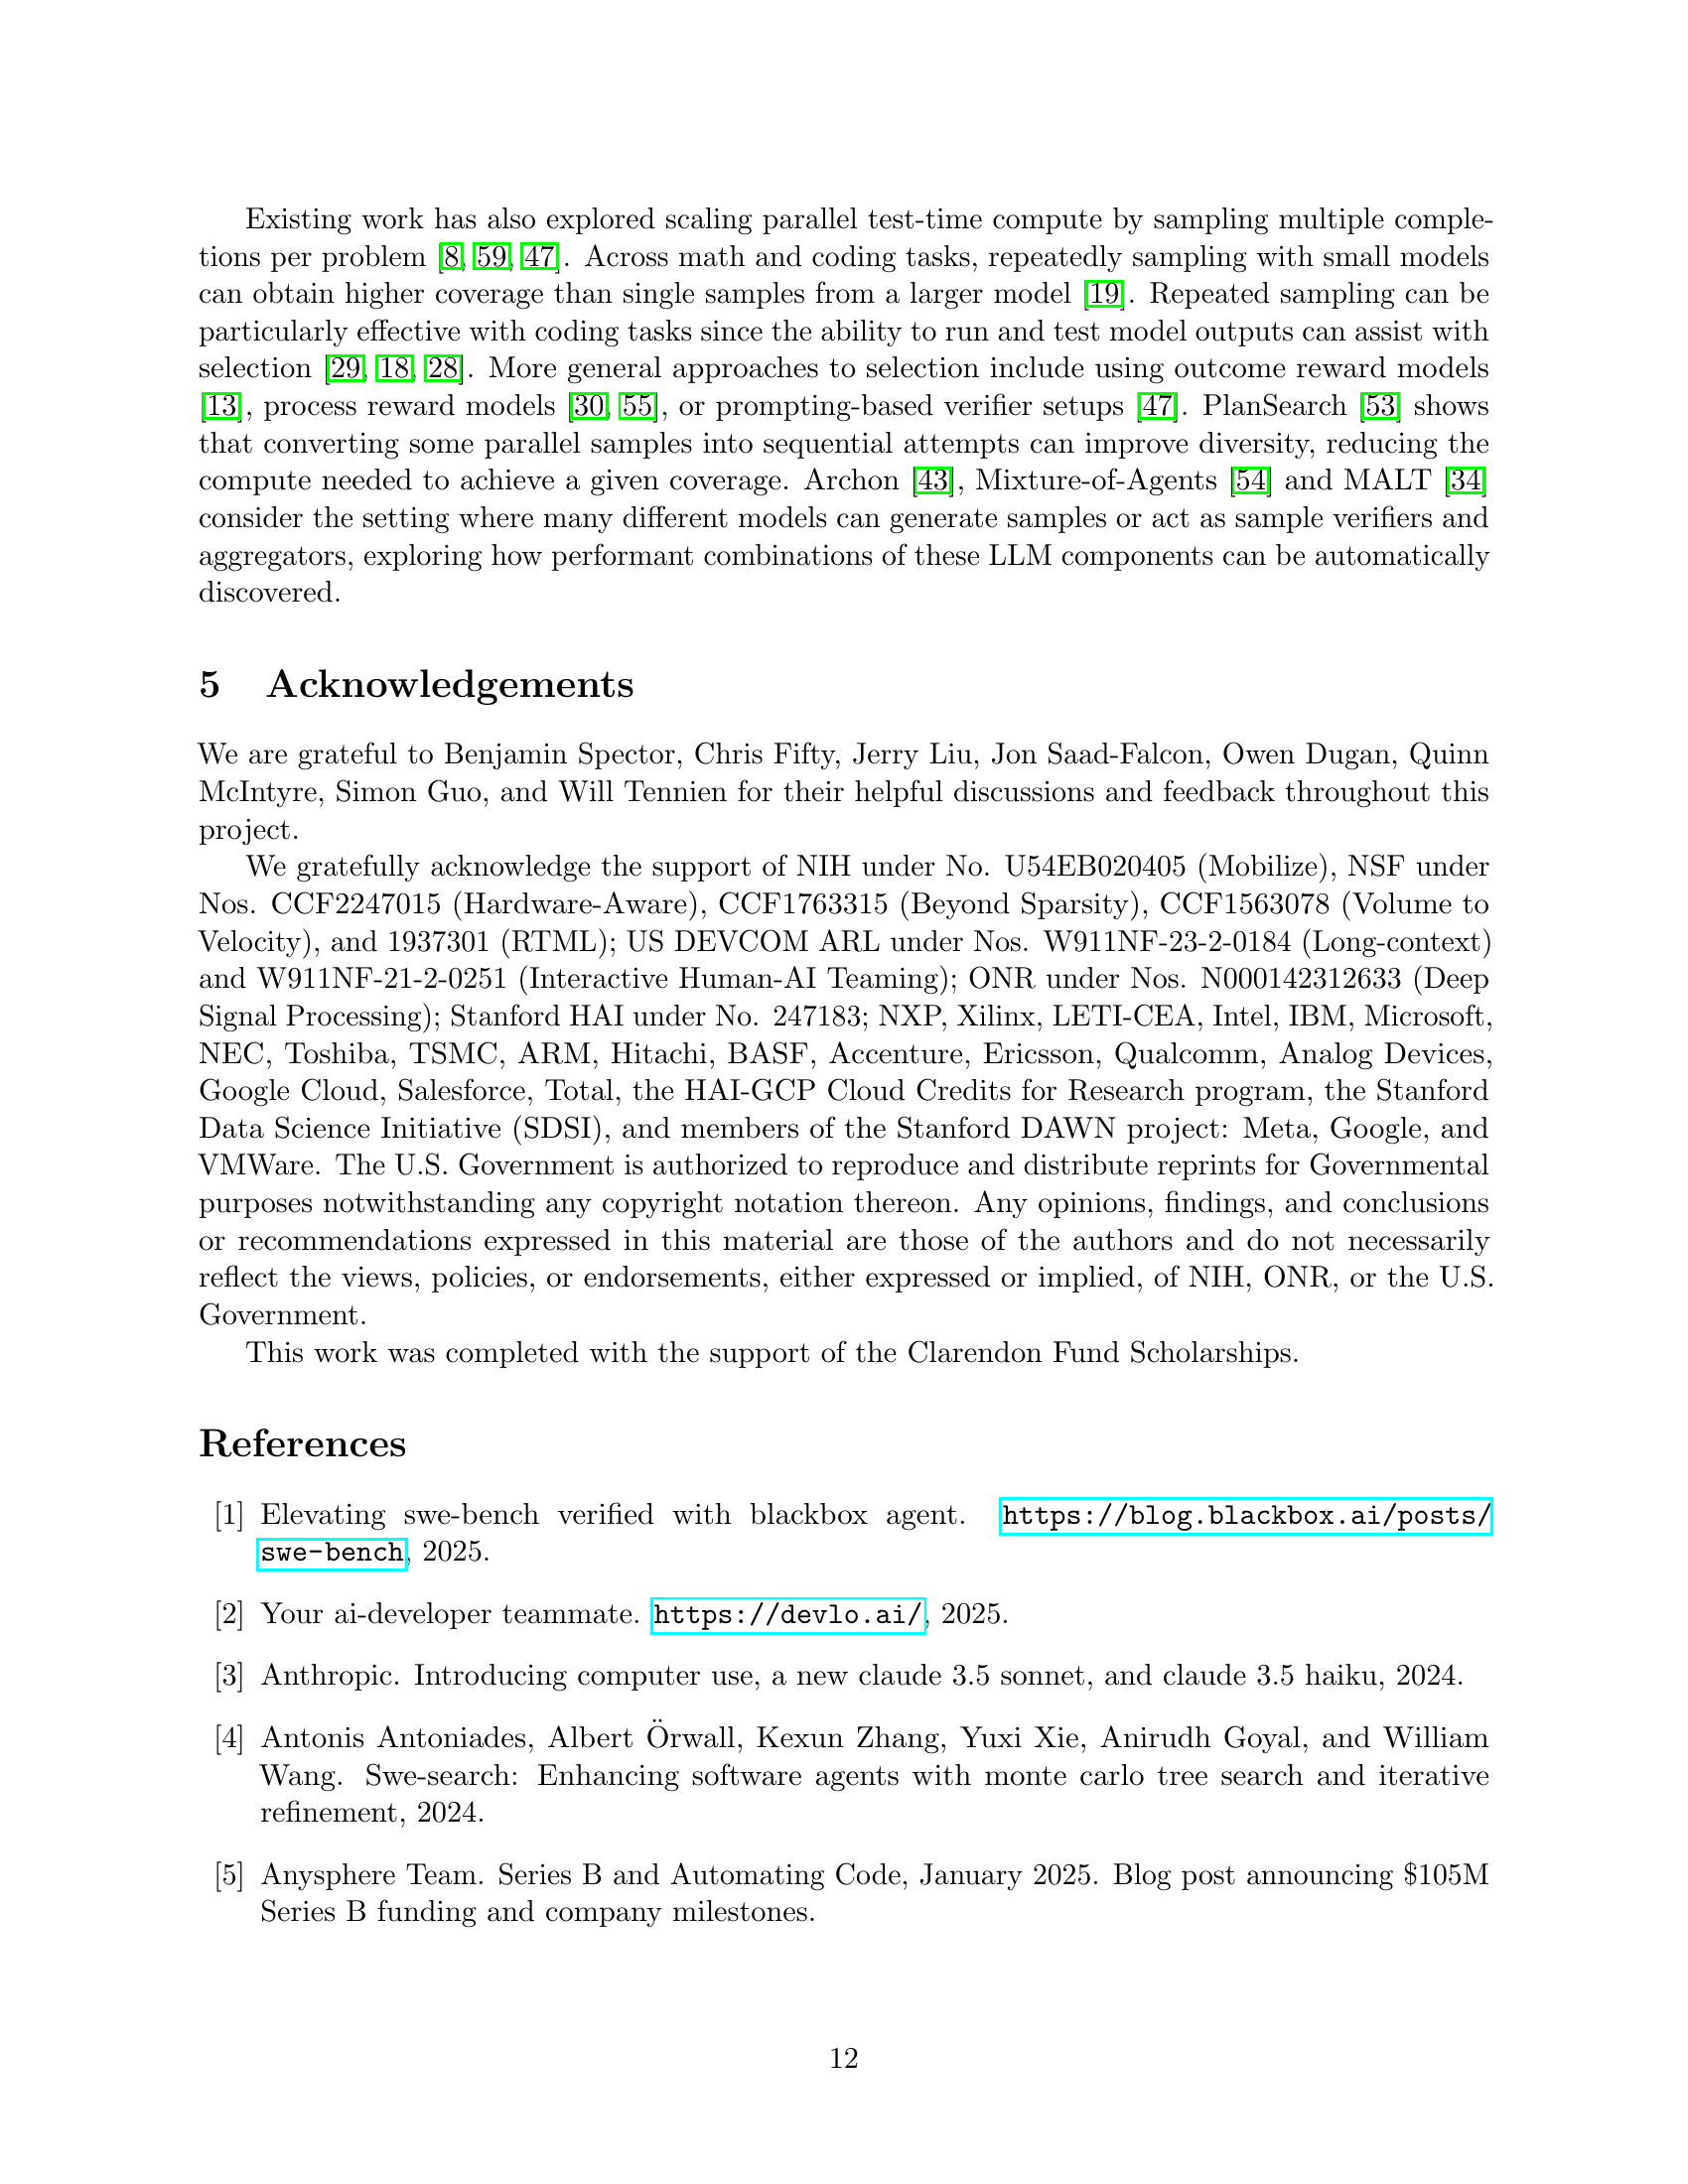 Existing work has also explored scaling parallel test-time compute by sampling multiple comple-
tions per problem [8, 59, 47]. Across math and coding tasks, repeatedly sampling with small models
can obtain higher coverage than single samples from a larger model [19]. Repeated sampling can be
particularly effective with coding tasks since the ability to run and test model outputs can assist with
selection [29, 18, 28]. More general approaches to selection include using outcome reward models
[13], process reward models [30, 55], or prompting-based verifier setups [47]. PlanSearch [53] shows
that converting some parallel samples into sequential attempts can improve diversity, reducing the
compute needed to achieve a given coverage. Archon [43], Mixture-of-Agents [54] and MALT [34]
consider the setting where many different models can generate samples or act as sample verifiers and
aggregators, exploring how performant combinations of these LLM components can be automatically
discovered.
5 Acknowledgements
We are grateful to Benjamin Spector, Chris Fifty, Jerry Liu, Jon Saad-Falcon, Owen Dugan, Quinn
McIntyre, Simon Guo, and Will Tennien for their helpful discussions and feedback throughout this
project.
We gratefully acknowledge the support of NIH under No. U54EB020405 (Mobilize), NSF under
Nos. CCF2247015 (Hardware-Aware), CCF1763315 (Beyond Sparsity), CCF1563078 (Volume to
Velocity), and 1937301 (RTML); US DEVCOM ARL under Nos. W911NF-23-2-0184 (Long-context)
and W911NF-21-2-0251 (Interactive Human-AI Teaming); ONR under Nos. N000142312633 (Deep
Signal Processing); Stanford HAI under No. 247183; NXP, Xilinx, LETI-CEA, Intel, IBM, Microsoft,
NEC, Toshiba, TSMC, ARM, Hitachi, BASF, Accenture, Ericsson, Qualcomm, Analog Devices,
Google Cloud, Salesforce, Total, the HAI-GCP Cloud Credits for Research program, the Stanford
Data Science Initiative (SDSI), and members of the Stanford DAWN project: Meta, Google, and
VMWare. The U.S. Government is authorized to reproduce and distribute reprints for Governmental
purposes notwithstanding any copyright notation thereon. Any opinions, findings, and conclusions
or recommendations expressed in this material are those of the authors and do not necessarily
reflect the views, policies, or endorsements, either expressed or implied, of NIH, ONR, or the U.S.
Government.
This work was completed with the support of the Clarendon Fund Scholarships.
References
[1] Elevating swe-bench verified with blackbox agent. https://blog.blackbox.ai/posts/
swe-bench, 2025.
[2] Your ai-developer teammate. https://devlo.ai/, 2025.
[3] Anthropic. Introducing computer use, a new claude 3.5 sonnet, and claude 3.5 haiku, 2024.
[4] Antonis Antoniades, Albert Örwall, Kexun Zhang, Yuxi Xie, Anirudh Goyal, and William
Wang. Swe-search: Enhancing software agents with monte carlo tree search and iterative
refinement, 2024.
[5] Anysphere Team. Series B and Automating Code, January 2025. Blog post announcing $105M
Series B funding and company milestones.
12